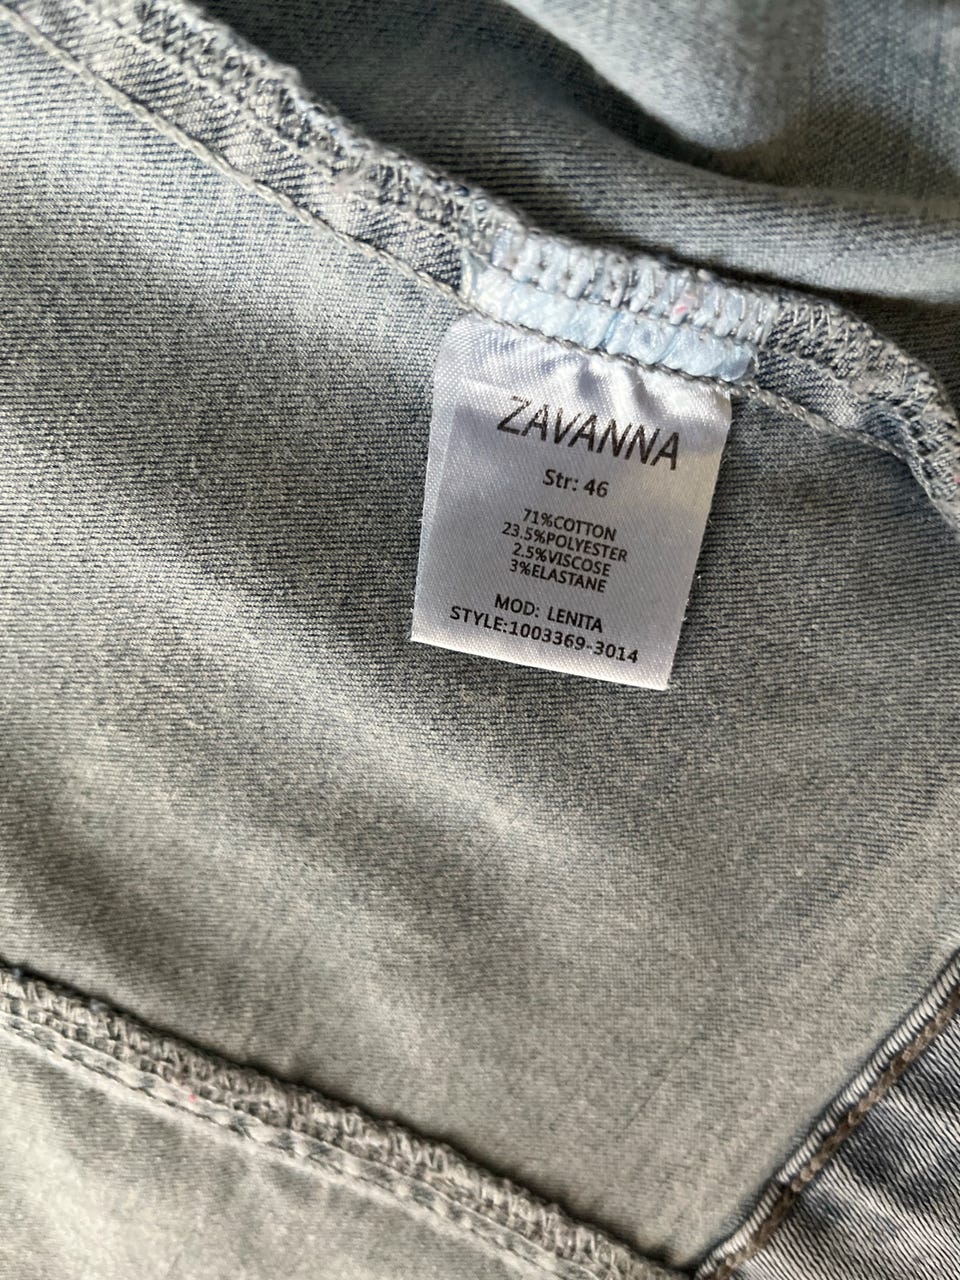 ZAVANNA
Str: 46
71%COTTON
23.5%POLYESTER
2.5%VISCOSE
3%ELASTANE
MOD: LENITA
STYLE:1003369-3014